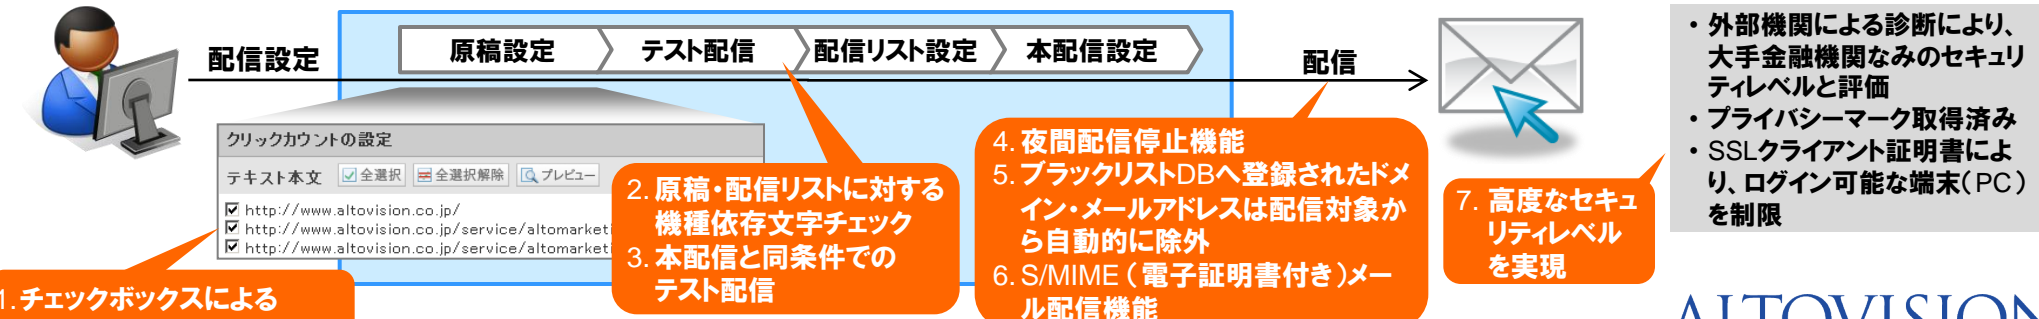 配信設定
原稿設定
テスト配信
配信リスト設定
本配信設定
配信
クリックカウントの設定
テキスト本文 全選択 全選択解除 プレビュー
http://www.altovision.co.jp/
http://www.altovision.co.jp/service/altomarketi
http://www.altovision.co.jp/service/altomarketi
1.チェックボックスによる
2.原稿・配信リストに対する
機種依存文字チェック
3.本配信と同条件での
テスト配信
4.夜間配信停止機能
5.ブラックリストDBへ登録されたドメ
イン・メールアドレスは配信対象か
ら自動的に除外
6.S/MIME(電子証明書付き)メー
ル配信機能
7. 高度なセキュ
リティレベル
を実現
・外部機関による診断により、
大手金融機関なみのセキュリ
ティレベルと評価
・プライバシーマーク取得済み
・SSLクライアント証明書によ
り、ログイン可能な端末(PC)
を制限
ALTOVISION